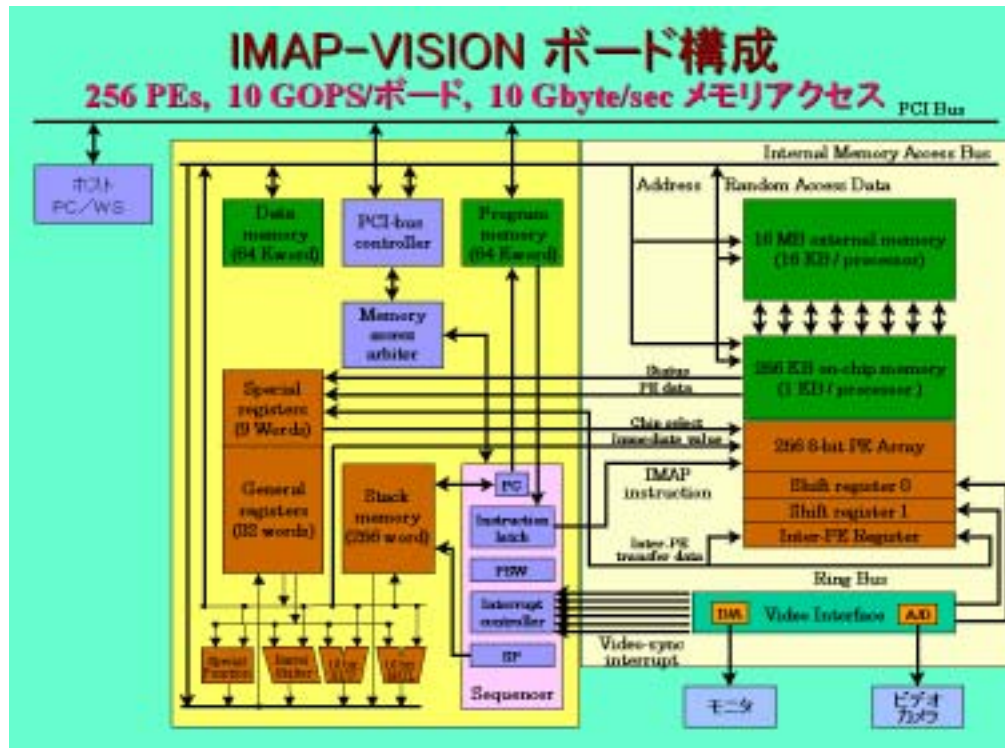 IMAP-VISION ボード構成
256 PEs, 10 GOPS/ボード, 10 Gbyte/sec メモリアクセス
PCI Bus
Internal Memory Access Bus
ホスト
PC/WS
Address
Random Access Data
Data
memory
(64 Kword)
PCI-bus
controller
Program
memory
(64 Kword)
16 MB external memory
(16 KB / processor)
Memory
access
arbiter
256 KB on-chip memory
(1 KB / processor)
Status
PE data
Special
registers
(9 Words)
Chip select
Immediate value
256 8-bit PE Array
General
registers
(32 words)
Stack
memory
(256 word)
PC
IMAP
instruction
Shift register 0
Shift register 1
Inter-PE Register
Instruction
latch
Inter-PE
transfer data
PSW
Ring Bus
Interrupt
controller
D/A
Video Interface
A/D
Video-sync
interrupt
SP
Special
Function
Barrel
Shifter
Sequencer
モニタ
ビデオ
カメラ